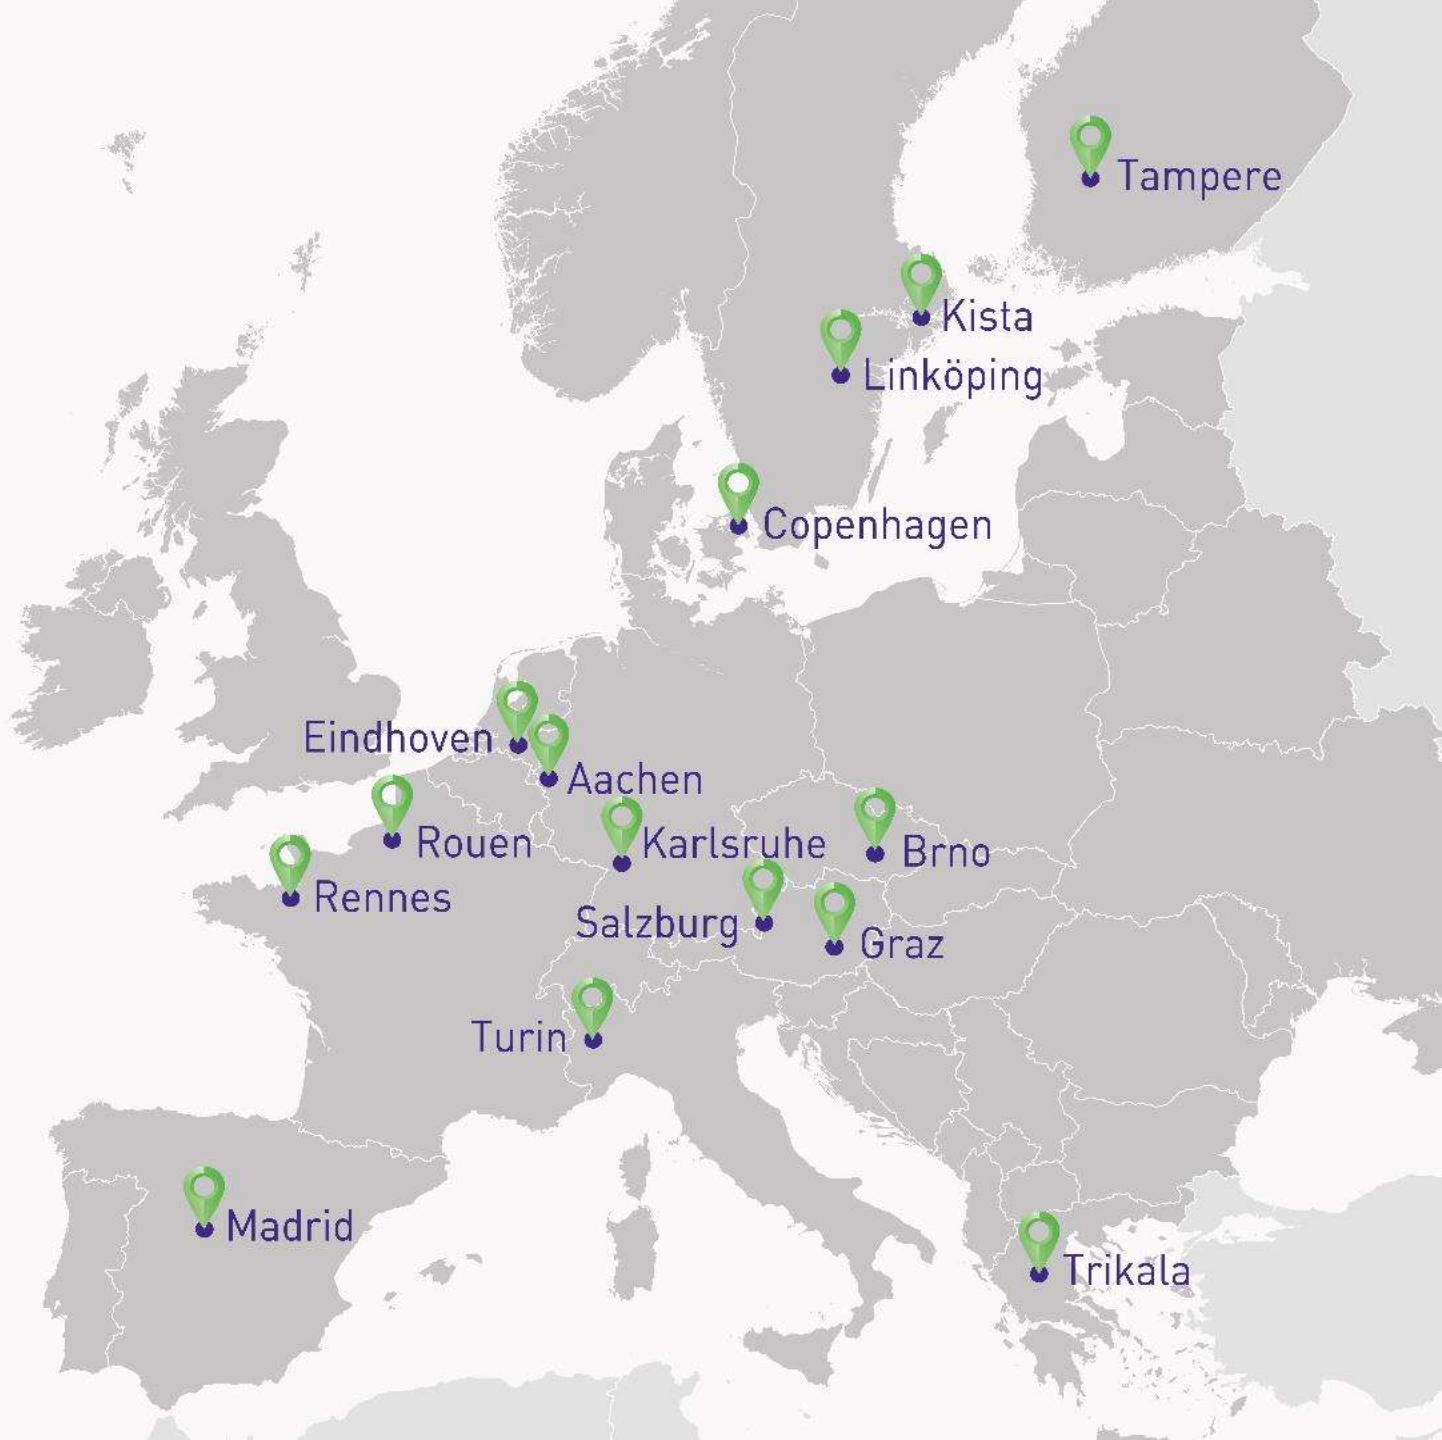 Tampere
Kista
Linköping
Copenhagen
Eindhoven
Aachen
Rouen
Karlsruhe
Brno
Rennes
Salzburg
Graz
Turin
Madrid
Trikala